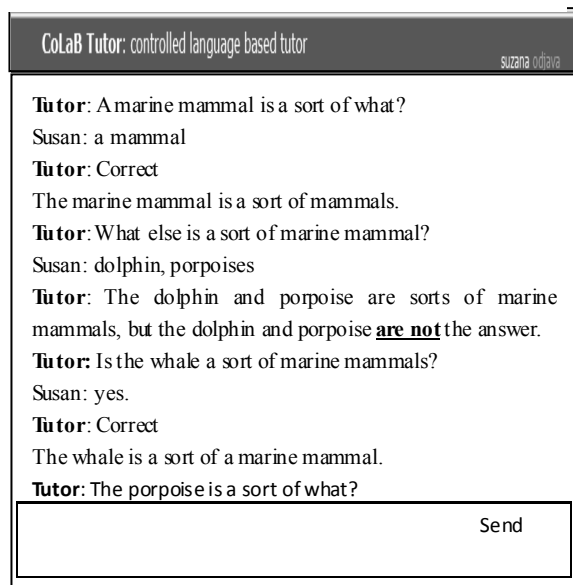 CoLaB Tutor: controlled language based tutor
suzana odjava
Tutor: A marine mammal is a sort of what?
Susan: a mammal
Tutor: Correct
The marine mammal is a sort of mammals.
Tutor: What else is a sort of marine mammal?
Susan: dolphin, porpoises
Tutor: The dolphin and porpoise are sorts of marine
mammals, but the dolphin and porpoise are not the answer.
Tutor: Is the whale a sort of marine mammals?
Susan: yes.
Tutor: Correct
The whale is a sort of a marine mammal.
Tutor: The porpoise is a sort of what?
Send